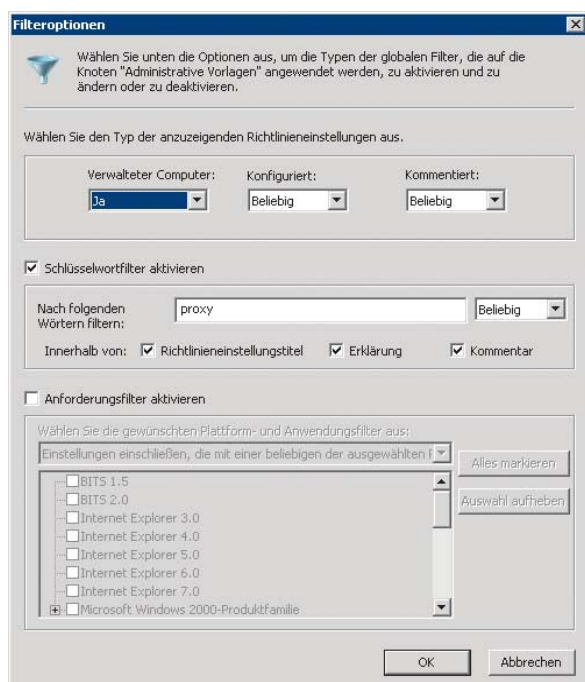 Filteroptionen
Wählen Sie unten die Optionen aus, um die Typen der globalen Filter, die auf die
Knoten "Administrative Vorlagen" angewendet werden, zu aktivieren und zu
ändern oder zu deaktivieren.
Wählen Sie den Typ der anzuzeigenden Richtlinieneinstellungen aus.
Verwalteter Computer: Konfiguriert: Kommentiert:
Ja Beliebig Beliebig
Schlüsselwortfilter aktivieren
Nach folgenden
Wörtern filtern:
proxy Beliebig
Innerhalb von: Richtlinieneinstellungstitel Erklärung Kommentar
Anforderungsfilter aktivieren
Wählen Sie die gewünschten Plattform- und Anwendungsfilter aus:
Einstellungen einschließen, die mit einer beliebigen der ausgewählten
Alles markieren
BITS 1.5
BITS 2.0
Auswahl aufheben
Internet Explorer 3.0
Internet Explorer 4.0
Internet Explorer 5.0
Internet Explorer 6.0
Internet Explorer 7.0
Microsoft Windows 2000-Produktfamilie
OK Abbrechen